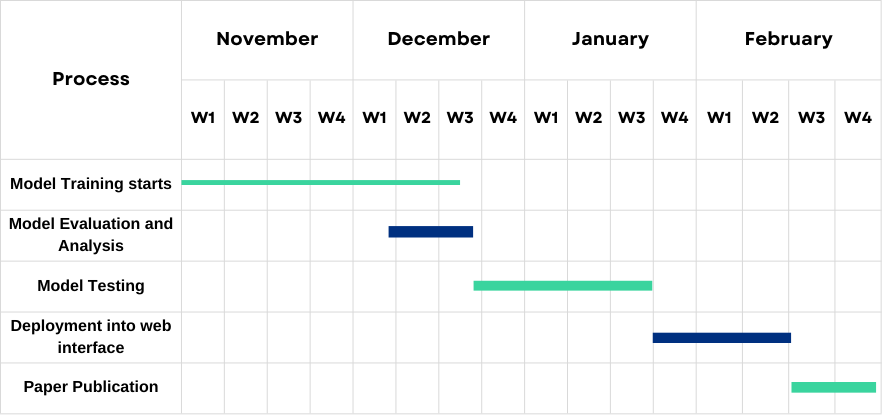 November December January February
Process
W1 W2 W3 W4 W1 W2 W3 W4 W1 W2 W3 W4 W1 W2 W3 W4
Model Training starts
Model Evaluation and
Analysis
Model Testing
Deployment into web
interface
Paper Publication